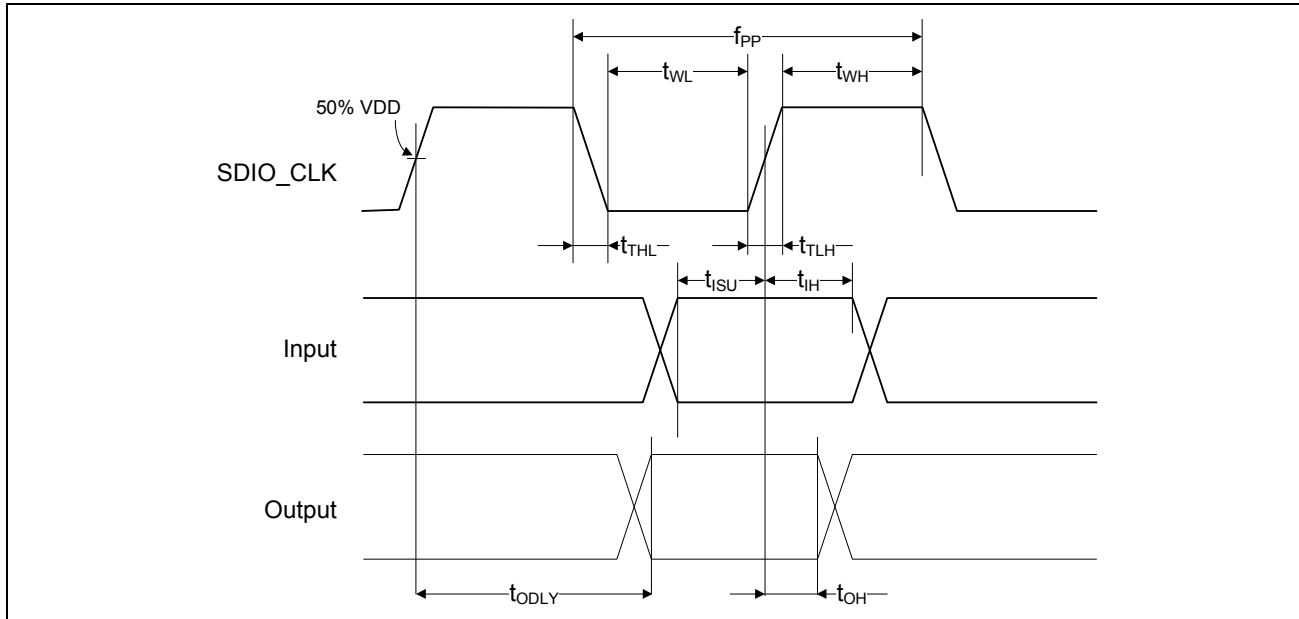 fPP
tWL
tWH
50% VDD
SDIO_CLK
tTHL
tTLH
tISU
tIH
Input
Output
tODLY
tOH